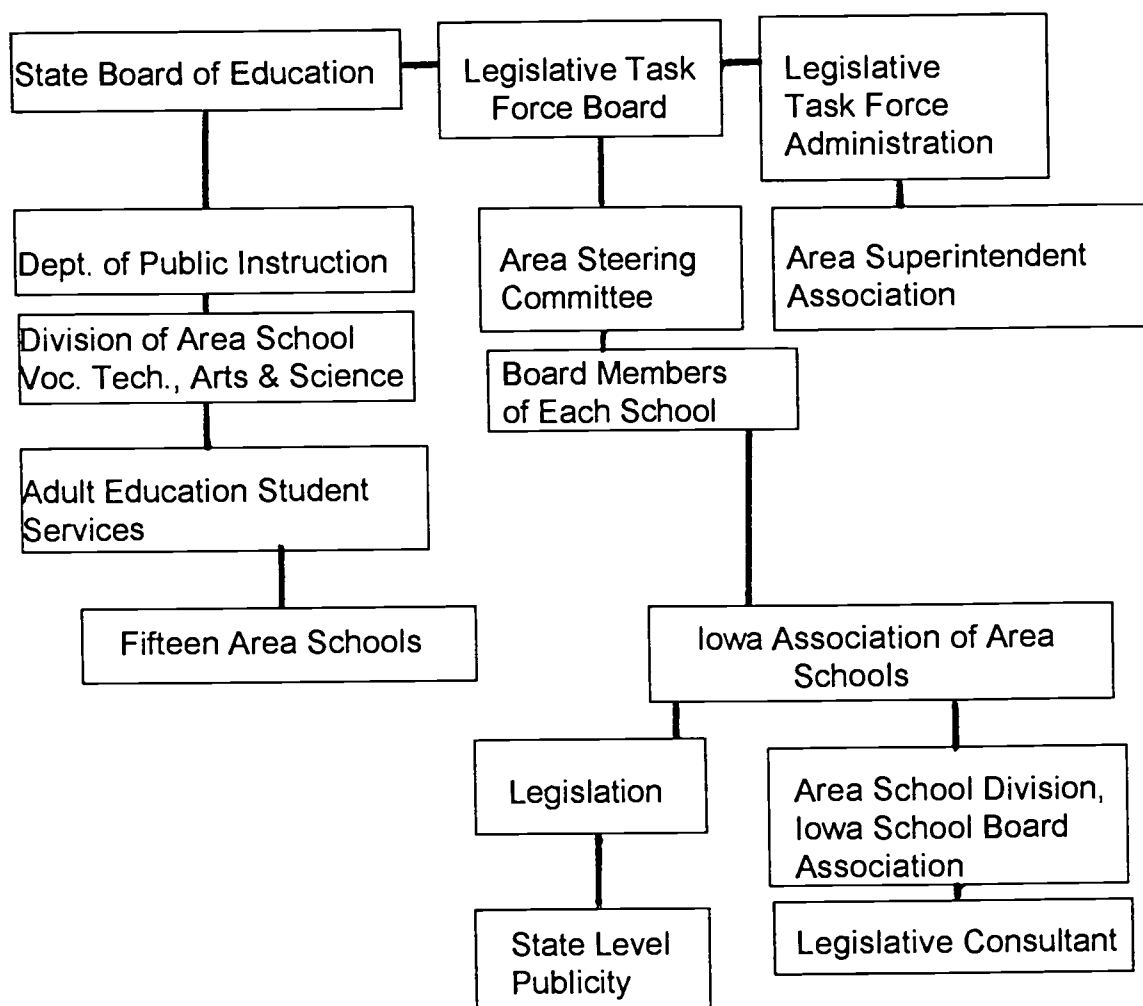 State Board of Education
Legislative Task
Force Board
Legislative
Task Force
Administration
Dept. of Public Instruction
Area Steering
Committee
Area Superintendent
Association
Division of Area School
Voc. Tech., Arts & Science
Board Members
of Each School
Adult Education Student
Services
Fifteen Area Schools
Iowa Association of Area
Schools
Legislation
Area School Division,
Iowa School Board
Association
State Level
Publicity
Legislative Consultant